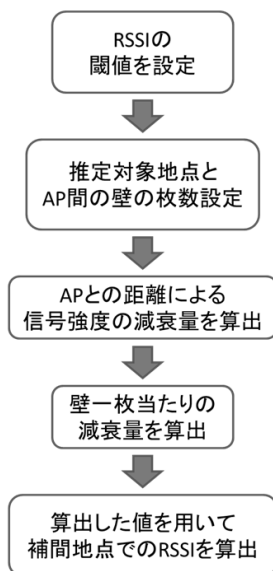 RSSIの
閾値を設定
推定対象地点と
AP間の壁の枚数設定
APとの距離による
信号強度の減衰量を算出
壁一枚当たりの
減衰量を算出
算出した値を用いて
補間地点でのRSSIを算出